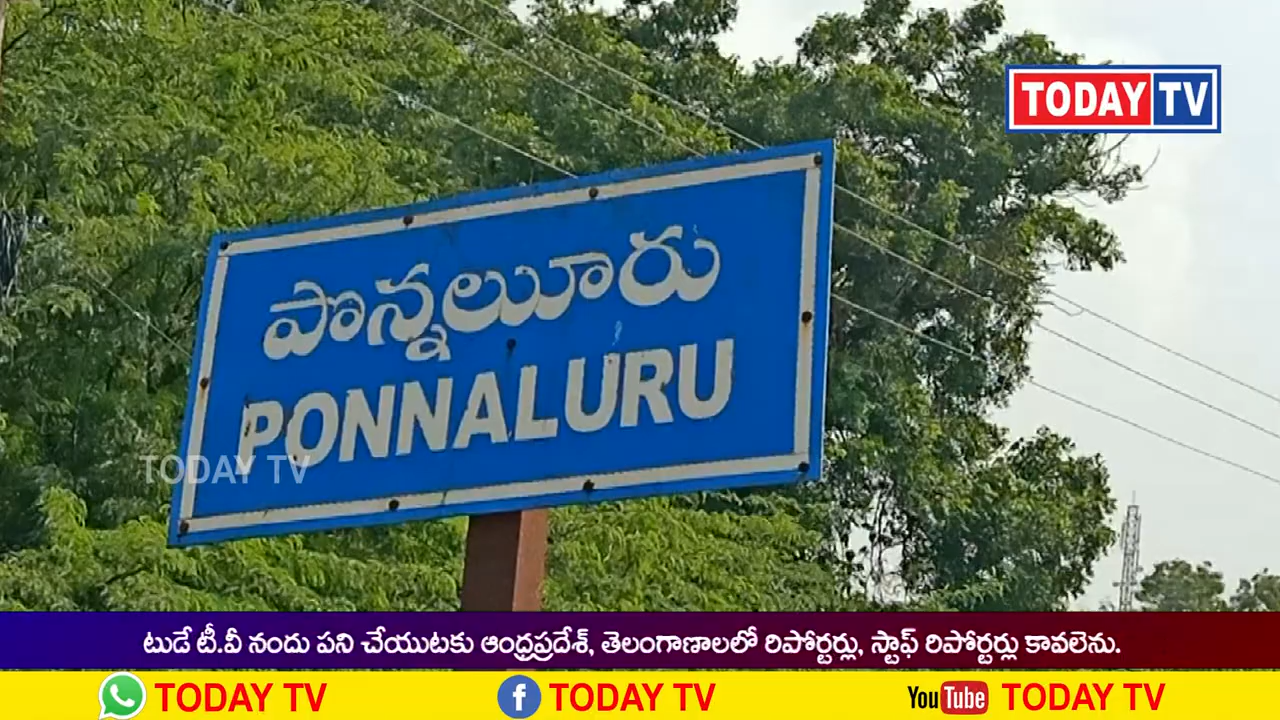 TODAY TV
పొన్నలూరు
PONNALURU
TODAY TV
టుడే టీ.వీ నందు పని చేయుటకు ఆంధ్రప్రదేశ్, తెలంగాణాలలో రిపోర్టర్లు, స్టాఫ్ రిపోర్టర్లు కావలెను.
TODAY TV f TODAY TV YouTube TODAY TV